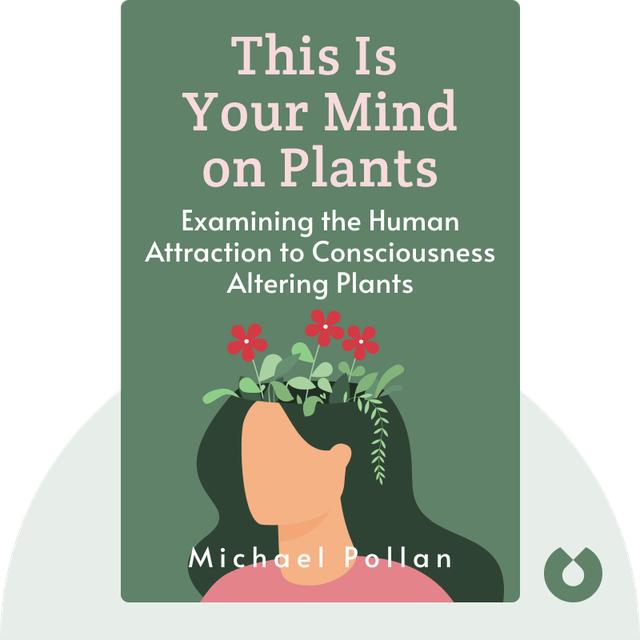 This Is
Your Mind
on Plants
Examining the Human
Attraction to Consciousness
Altering Plants
Michael Pollan